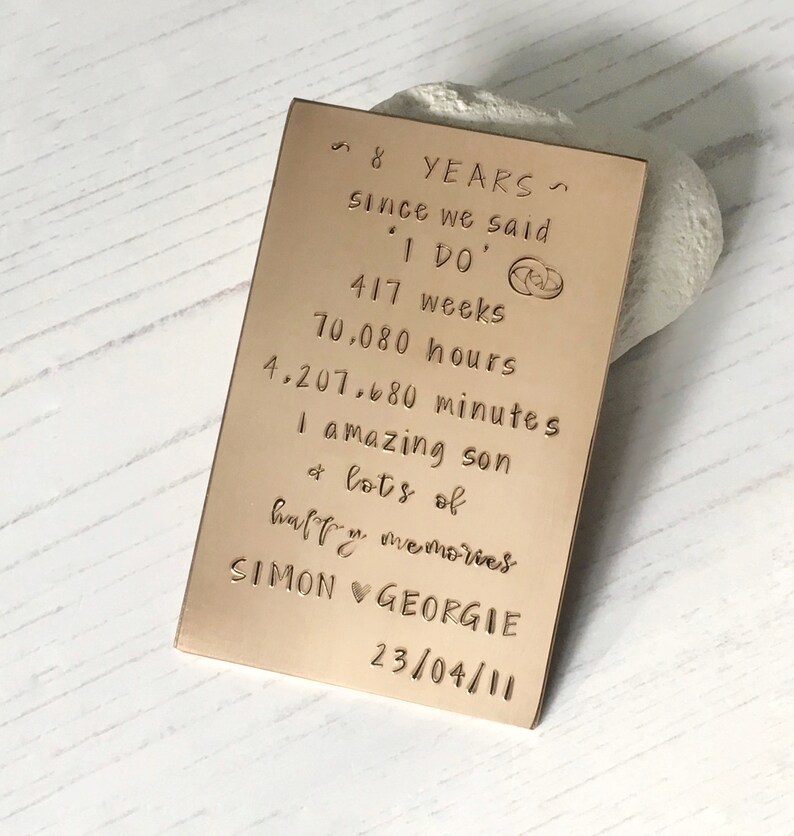 ~ 8 YEARS ~
since we said
'I DO'
417 weeks
70,080 hours
4,207,680 minutes
1 amazing son
& lots of
happy memories
SIMON ♥ GEORGIE
23/04/11